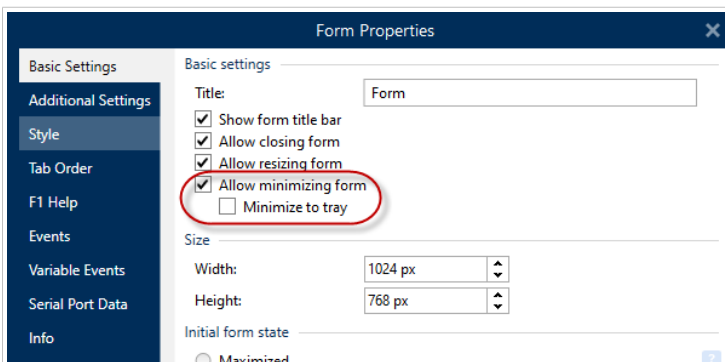 Form Properties
Basic Settings
Additional Settings
Style
Tab Order
F1 Help
Events
Variable Events
Serial Port Data
Info
Basic settings
Title:
Form
Show form title bar
Allow closing form
Allow resizing form
Allow minimizing form
Minimize to tray
Size
Width:
1024 px
Height:
768 px
Initial form state
Maximized
?